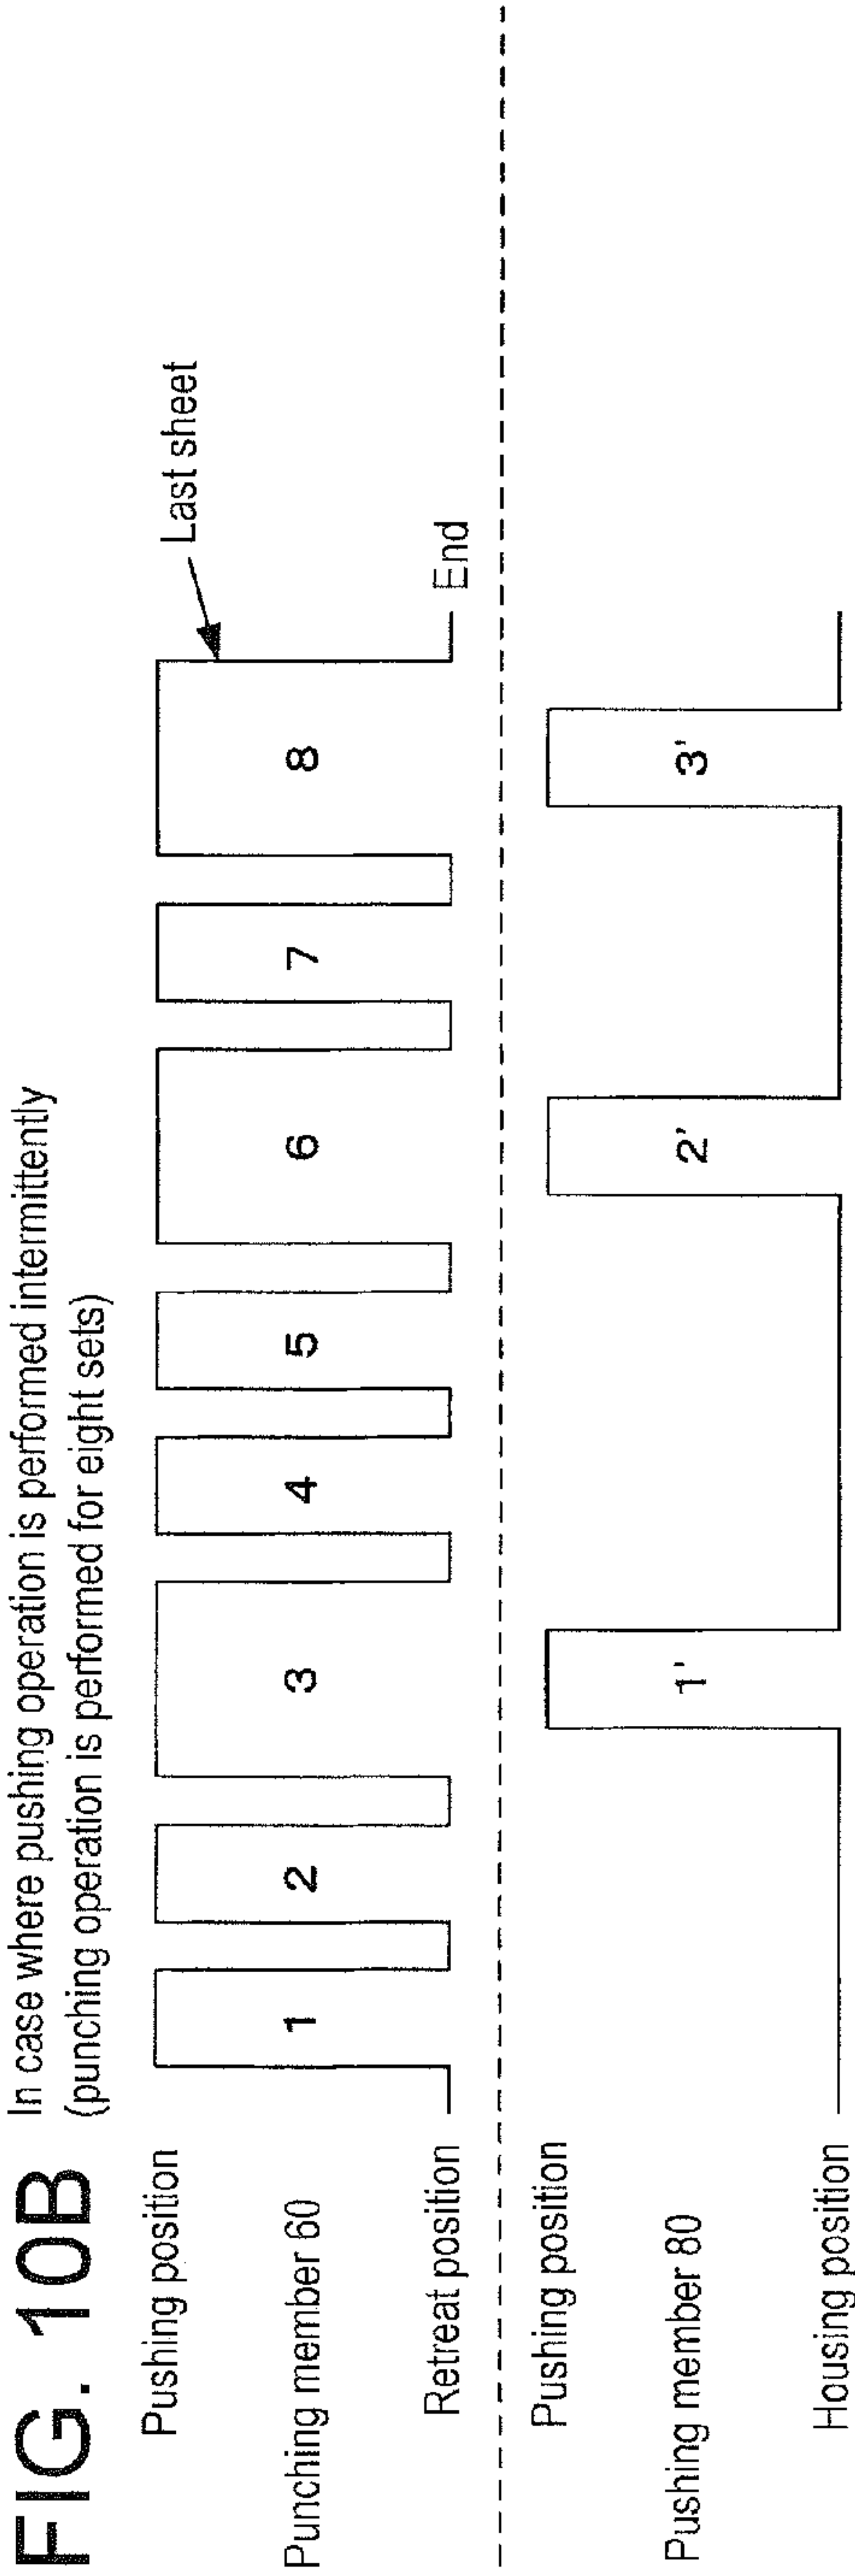 FIG. 10B
In case where pushing operation is performed intermittently
(punching operation is performed for eight sets)
Pushing position
Punching member 60
Retreat position
1
2
3
4
5
6
7
8
Last sheet
End
Pushing position
Pushing member 80
Housing position
1'
2'
3'